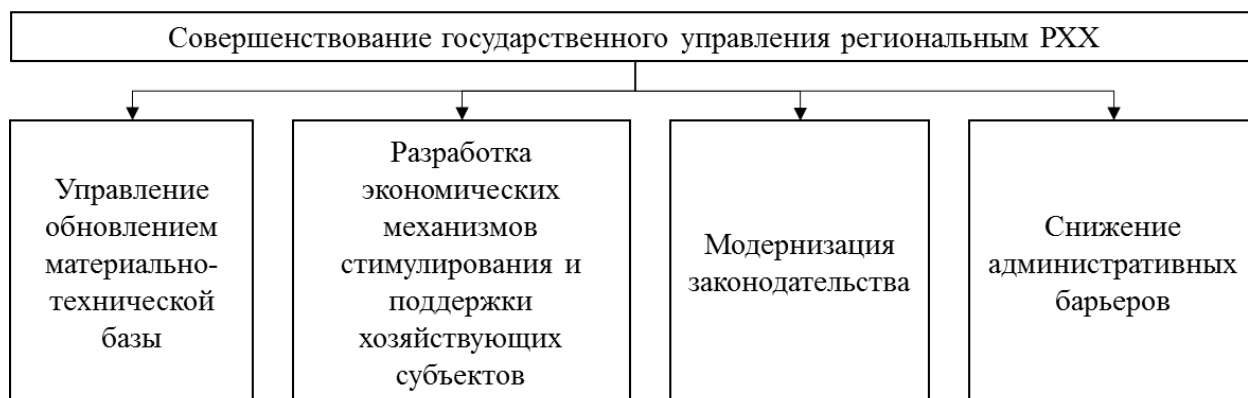 Совершенствование государственного управления региональным РХХ
Управление
обновлением
материально-
технической
базы
Разработка
экономических
механизмов
стимулирования и
поддержки
хозяйствующих
субъектов
Модернизация
законодательства
Снижение
административных
барьеров